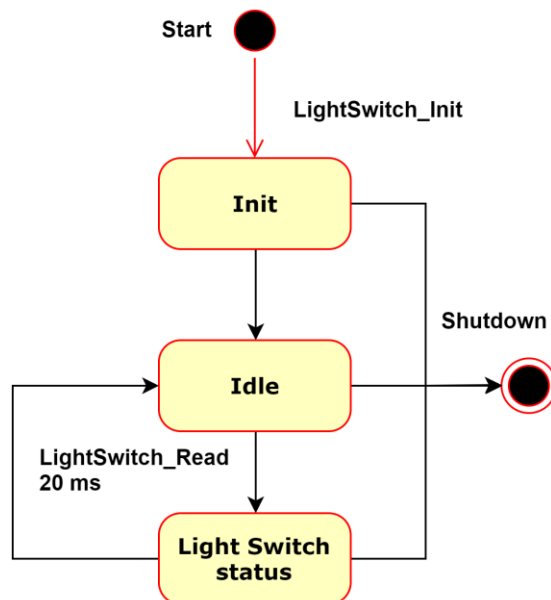 Start
LightSwitch_Init
Init
Shutdown
Idle
LightSwitch_Read
20 ms
Light Switch
status